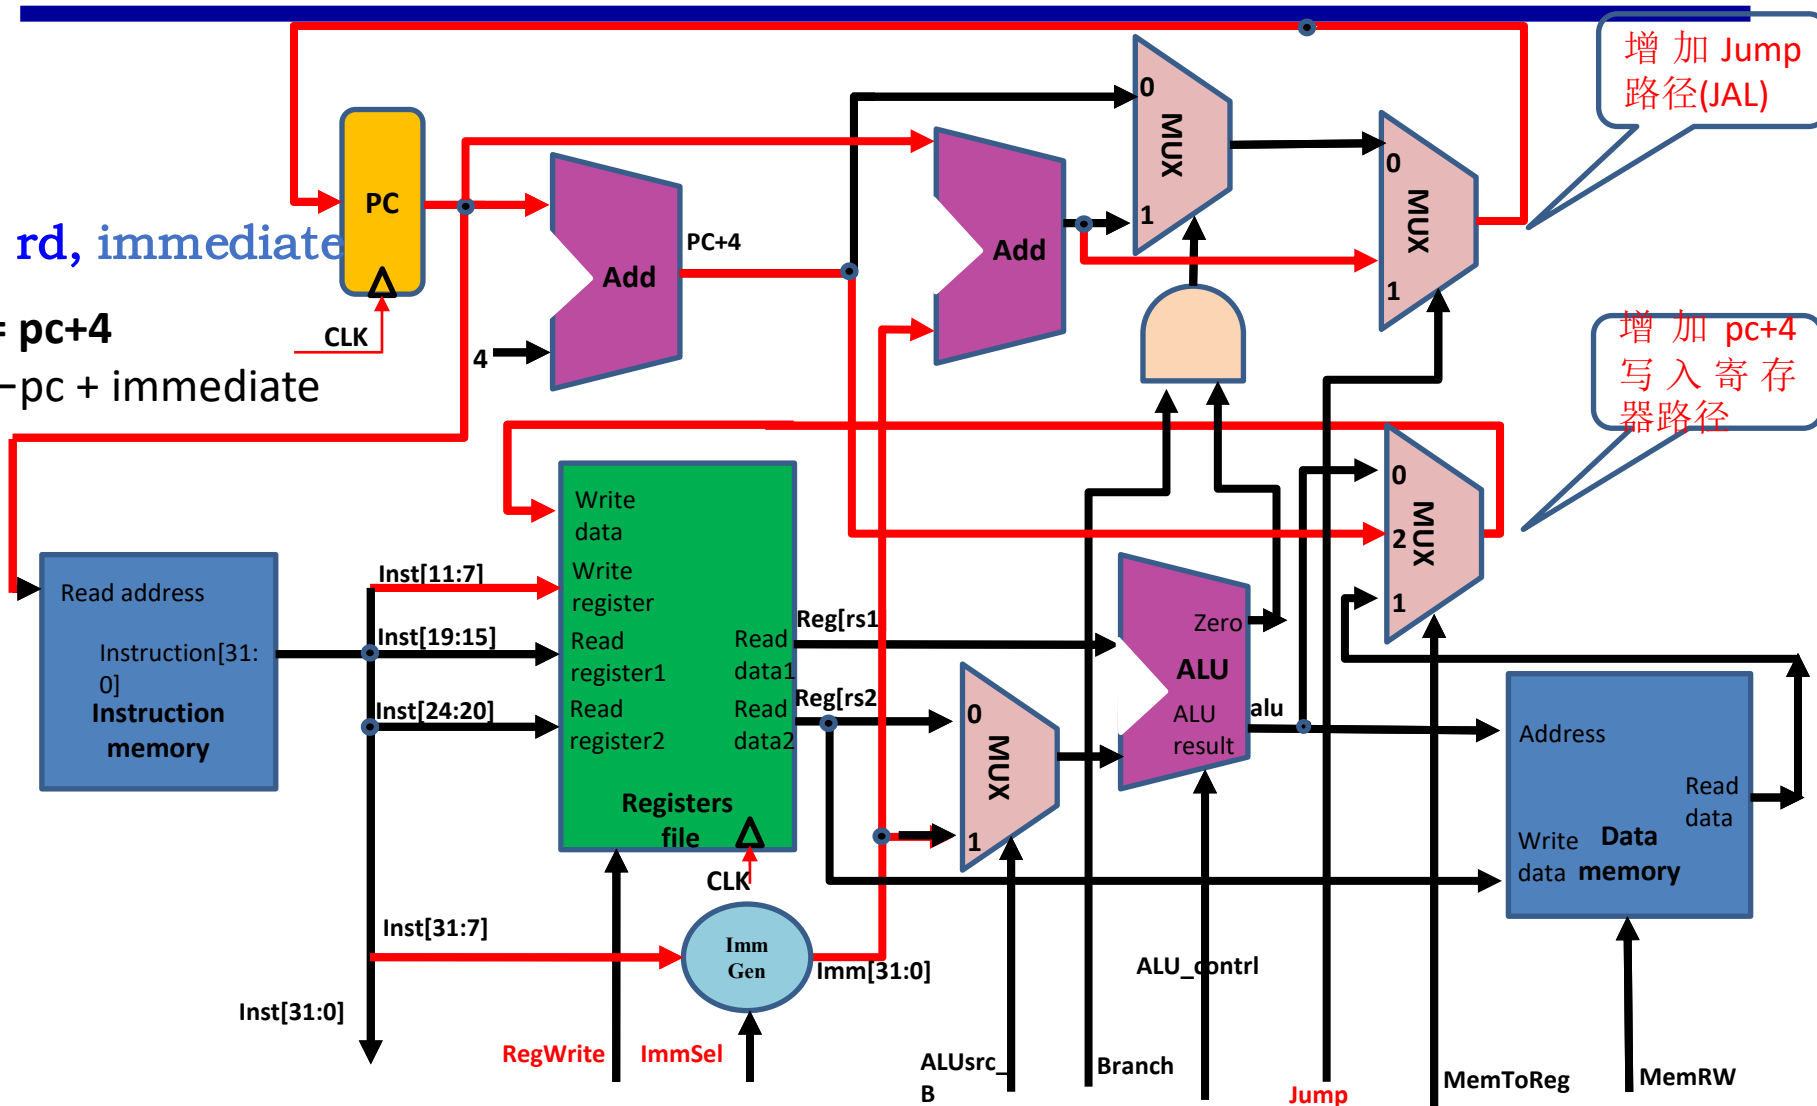 增 加 Jump
路径(JAL)
0
MUX
1
0
MUX
1
PC
CLK
rd, immediate
= pc+4
pc + immediate
PC+4
Add
4
Add
增 加 pc+4
写 入 寄 存
器路径
0
MUX
2
1
Read address
Instruction[31:
0]
Instruction
memory
Inst[11:7]
Inst[19:15]
Inst[24:20]
Inst[31:7]
Inst[31:0]
Write
data
Write
register
Read
register1
Read
register2
Read
data1
Read
data2
Registers
file
CLK
Reg[rs1
Reg[rs2
0
MUX
1
Zero
ALU
ALU
result
alu
Address
Read
data
Write
data
Data
memory
Imm
Gen
Imm[31:0]
RegWrite
ImmSel
ALUsrc_
B
Branch
ALU_contrl
Jump
MemToReg
MemRW